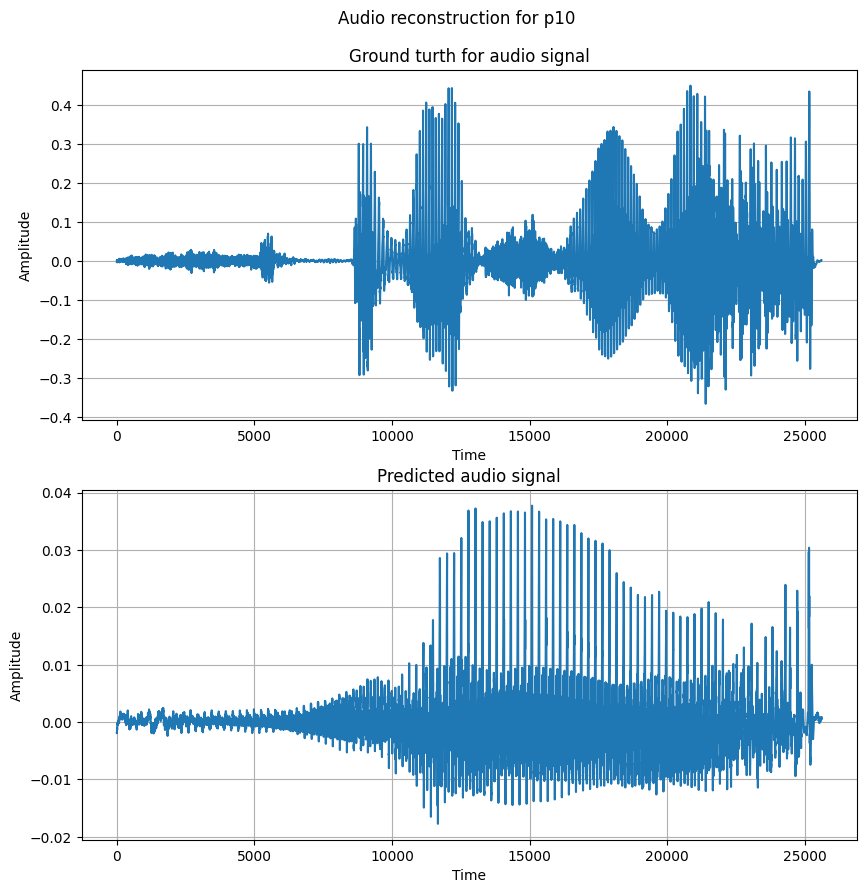 Audio reconstruction for p10
Ground turth for audio signal
0.4
0.3
0.2
0.1
0.0
−0.1
−0.2
−0.3
−0.4
Amplitude
0 5000 10000 15000 20000 25000
Time
Predicted audio signal
0.04
0.03
0.02
0.01
0.00
−0.01
−0.02
Amplitude
0 5000 10000 15000 20000 25000
Time